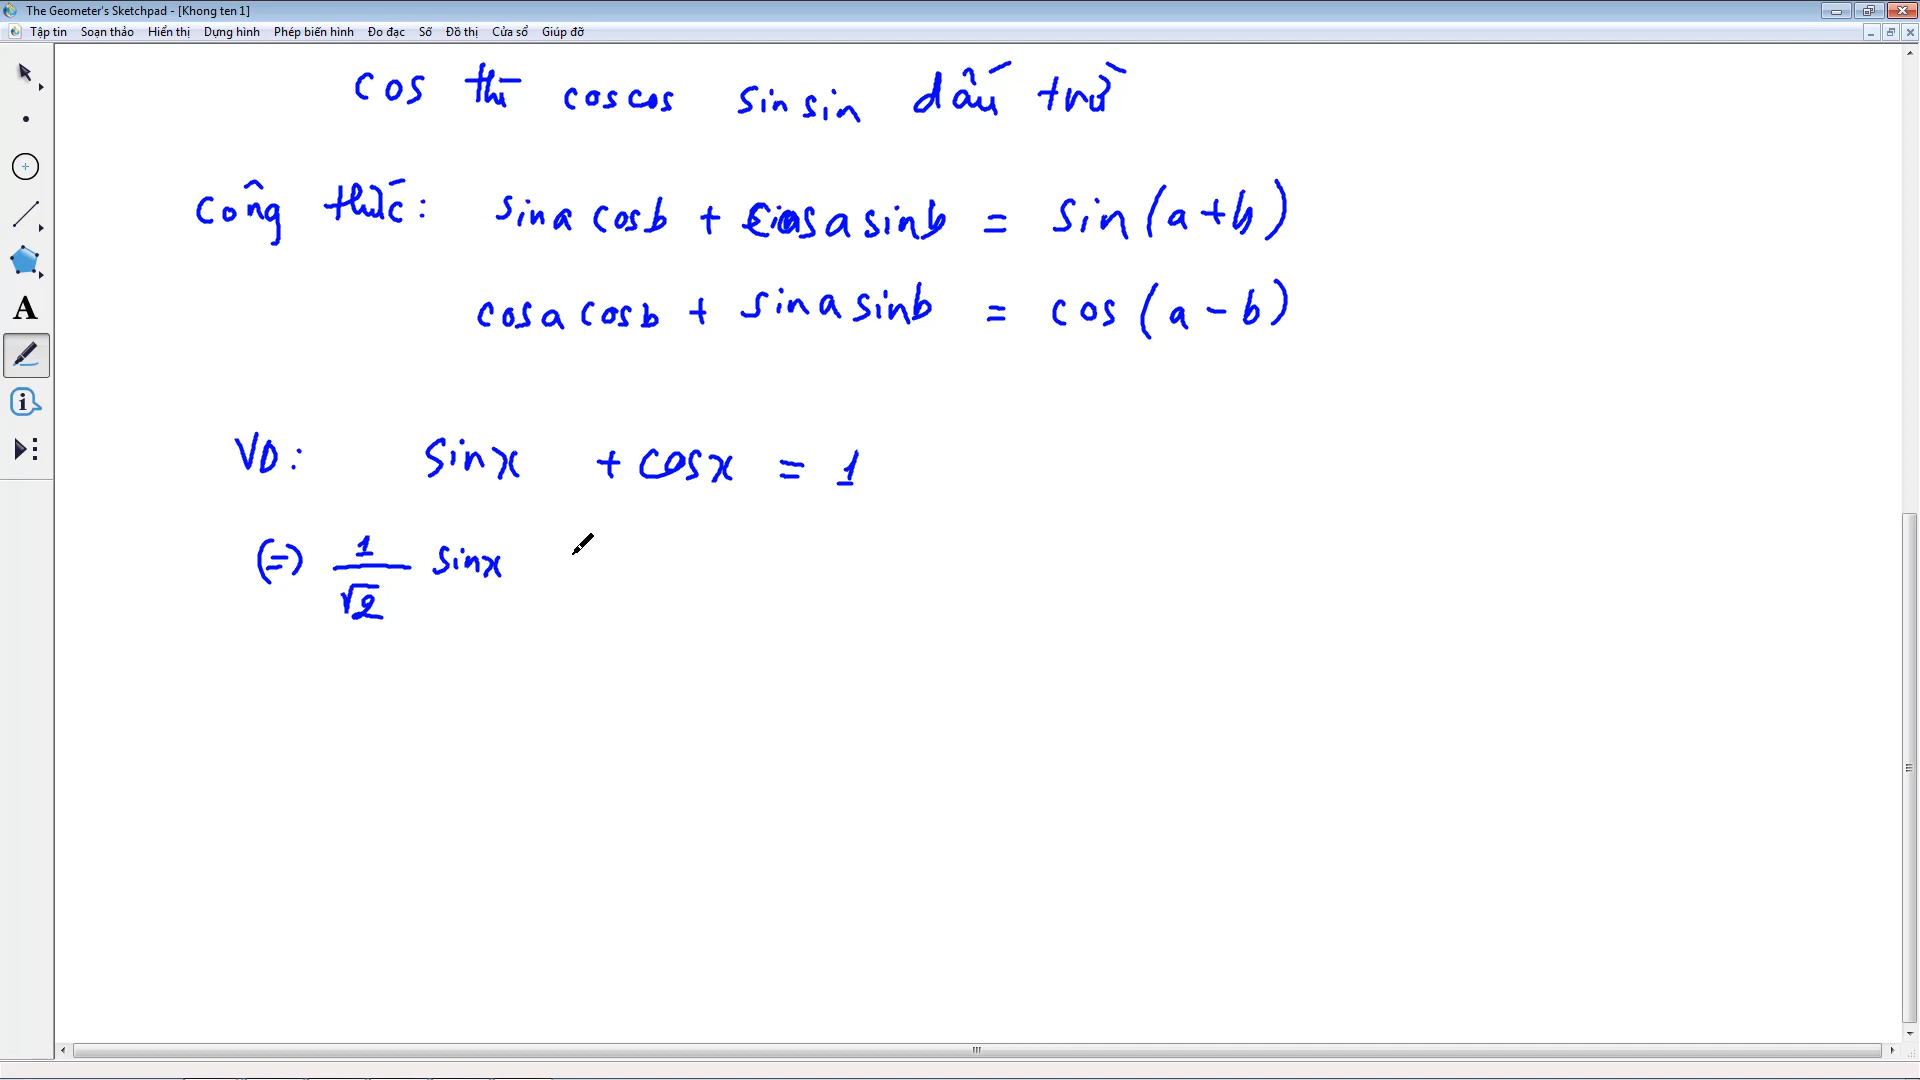 The Geometer's Sketchpad - [Khong ten 1]
Tập tin Soạn thảo Hiển thị Dựng hình Phép biến hình Đo đạc Số Đồ thị Cửa sổ Giúp đỡ
cos thì coscos sinsin dấu trừ
Công thức: sina cosb + cosa sinb = sin(a+b)
cosa cosb + sina sinb = cos(a-b)
VD: sinx + cosx = 1
(=) 1/√2 sinx
A